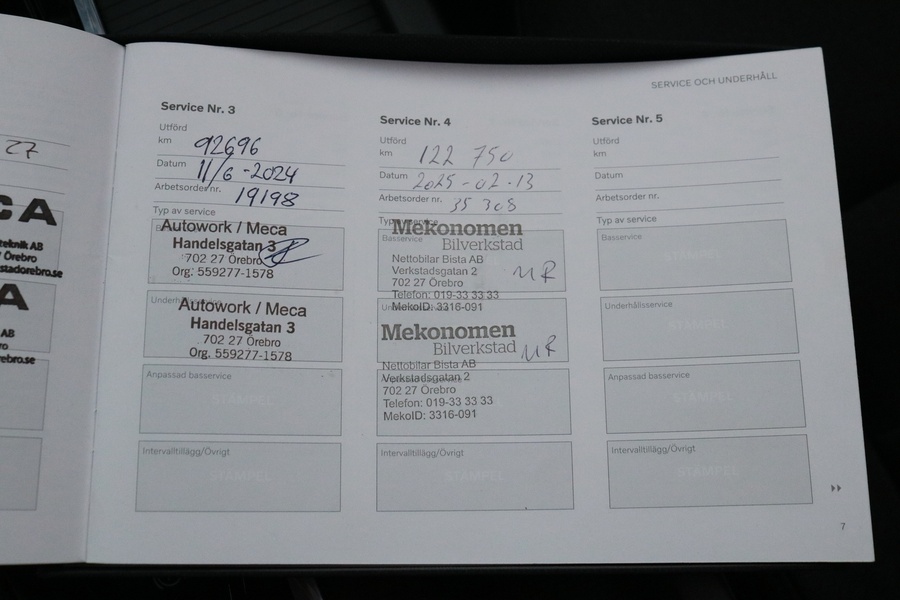 27
CA
teknik AB
Örebro
stadorebro.se
A
AB
ro
ebro.se
SERVICE OCH UNDERHÅLL
Service Nr. 3
Utförd
km 92696
Datum 11/6-2024
Arbetsorder nr. 19198
Typ av service
Autowork / Meca
Handelsgatan 3
702 27 Örebro
Org: 559277-1578
Underhållsservice
Autowork / Meca
Handelsgatan 3
702 27 Örebro
Org. 559277-1578
Anpassad basservice
STÄMPEL
Intervalltillägg/Övrigt
STÄMPEL
Service Nr. 4
Utförd
km 122 750
Datum 2025-02-13
Arbetsorder nr. 35 308
Typ av service
Mekonomen
Basservice
Bilverkstad
Nettobilar Bista AB
Verkstadsgatan 2
702 27 Örebro
Telefon: 019-33 33 33
MekoID: 3316-091
MR
Mekonomen
Bilverkstad
MR
Nettobilar Bista AB
Verkstadsgatan 2
702 27 Örebro
Telefon: 019-33 33 33
MekoID: 3316-091
Intervalltillägg/Övrigt
STÄMPEL
Service Nr. 5
Utförd
km
Datum
Arbetsorder nr.
Typ av service
Basservice
STÄMPEL
Underhållsservice
STÄMPEL
Anpassad basservice
STÄMPEL
Intervalltillägg/Övrigt
STÄMPEL
7